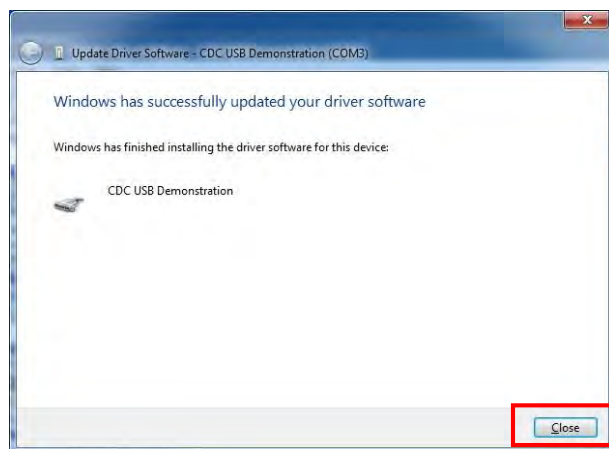 Update Driver Software - CDC USB Demonstration (COM3)
Windows has successfully updated your driver software
Windows has finished installing the driver software for this device:
CDC USB Demonstration
Close